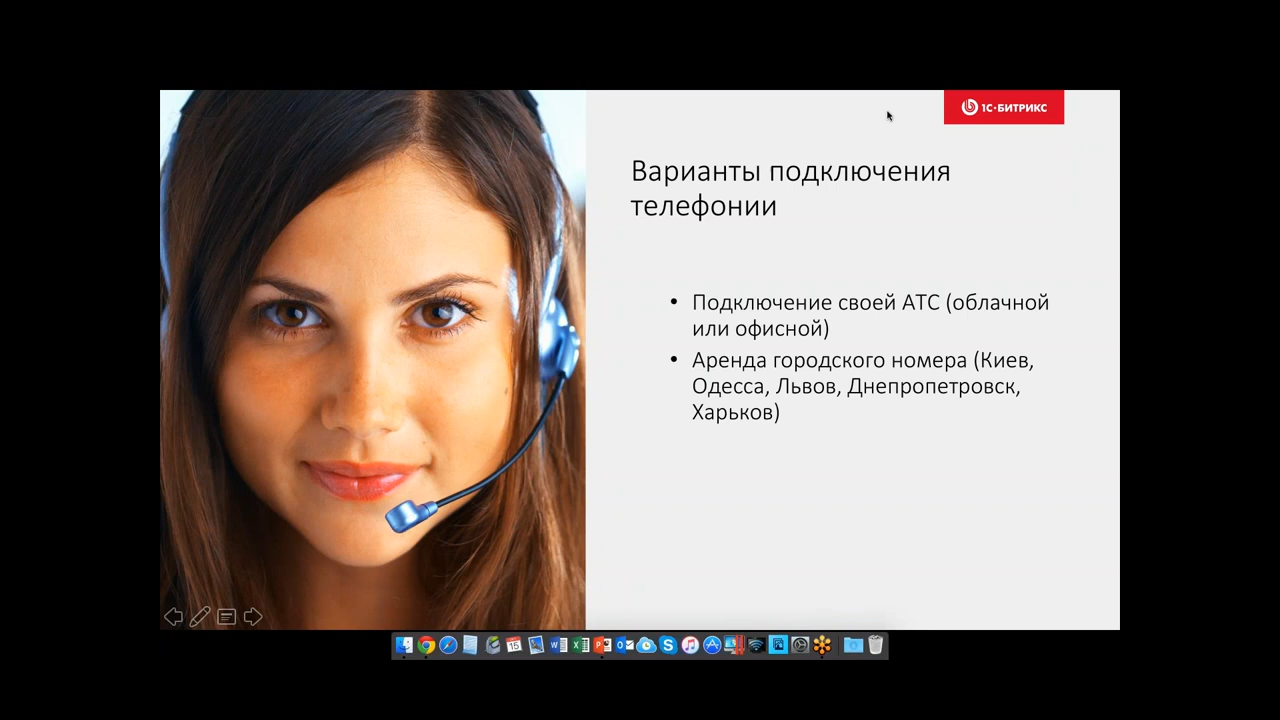 1С·БИТРИКС
Варианты подключения
телефонии
• Подключение своей АТС (облачной
или офисной)
• Аренда городского номера (Киев,
Одесса, Львов, Днепропетровск,
Харьков)
15